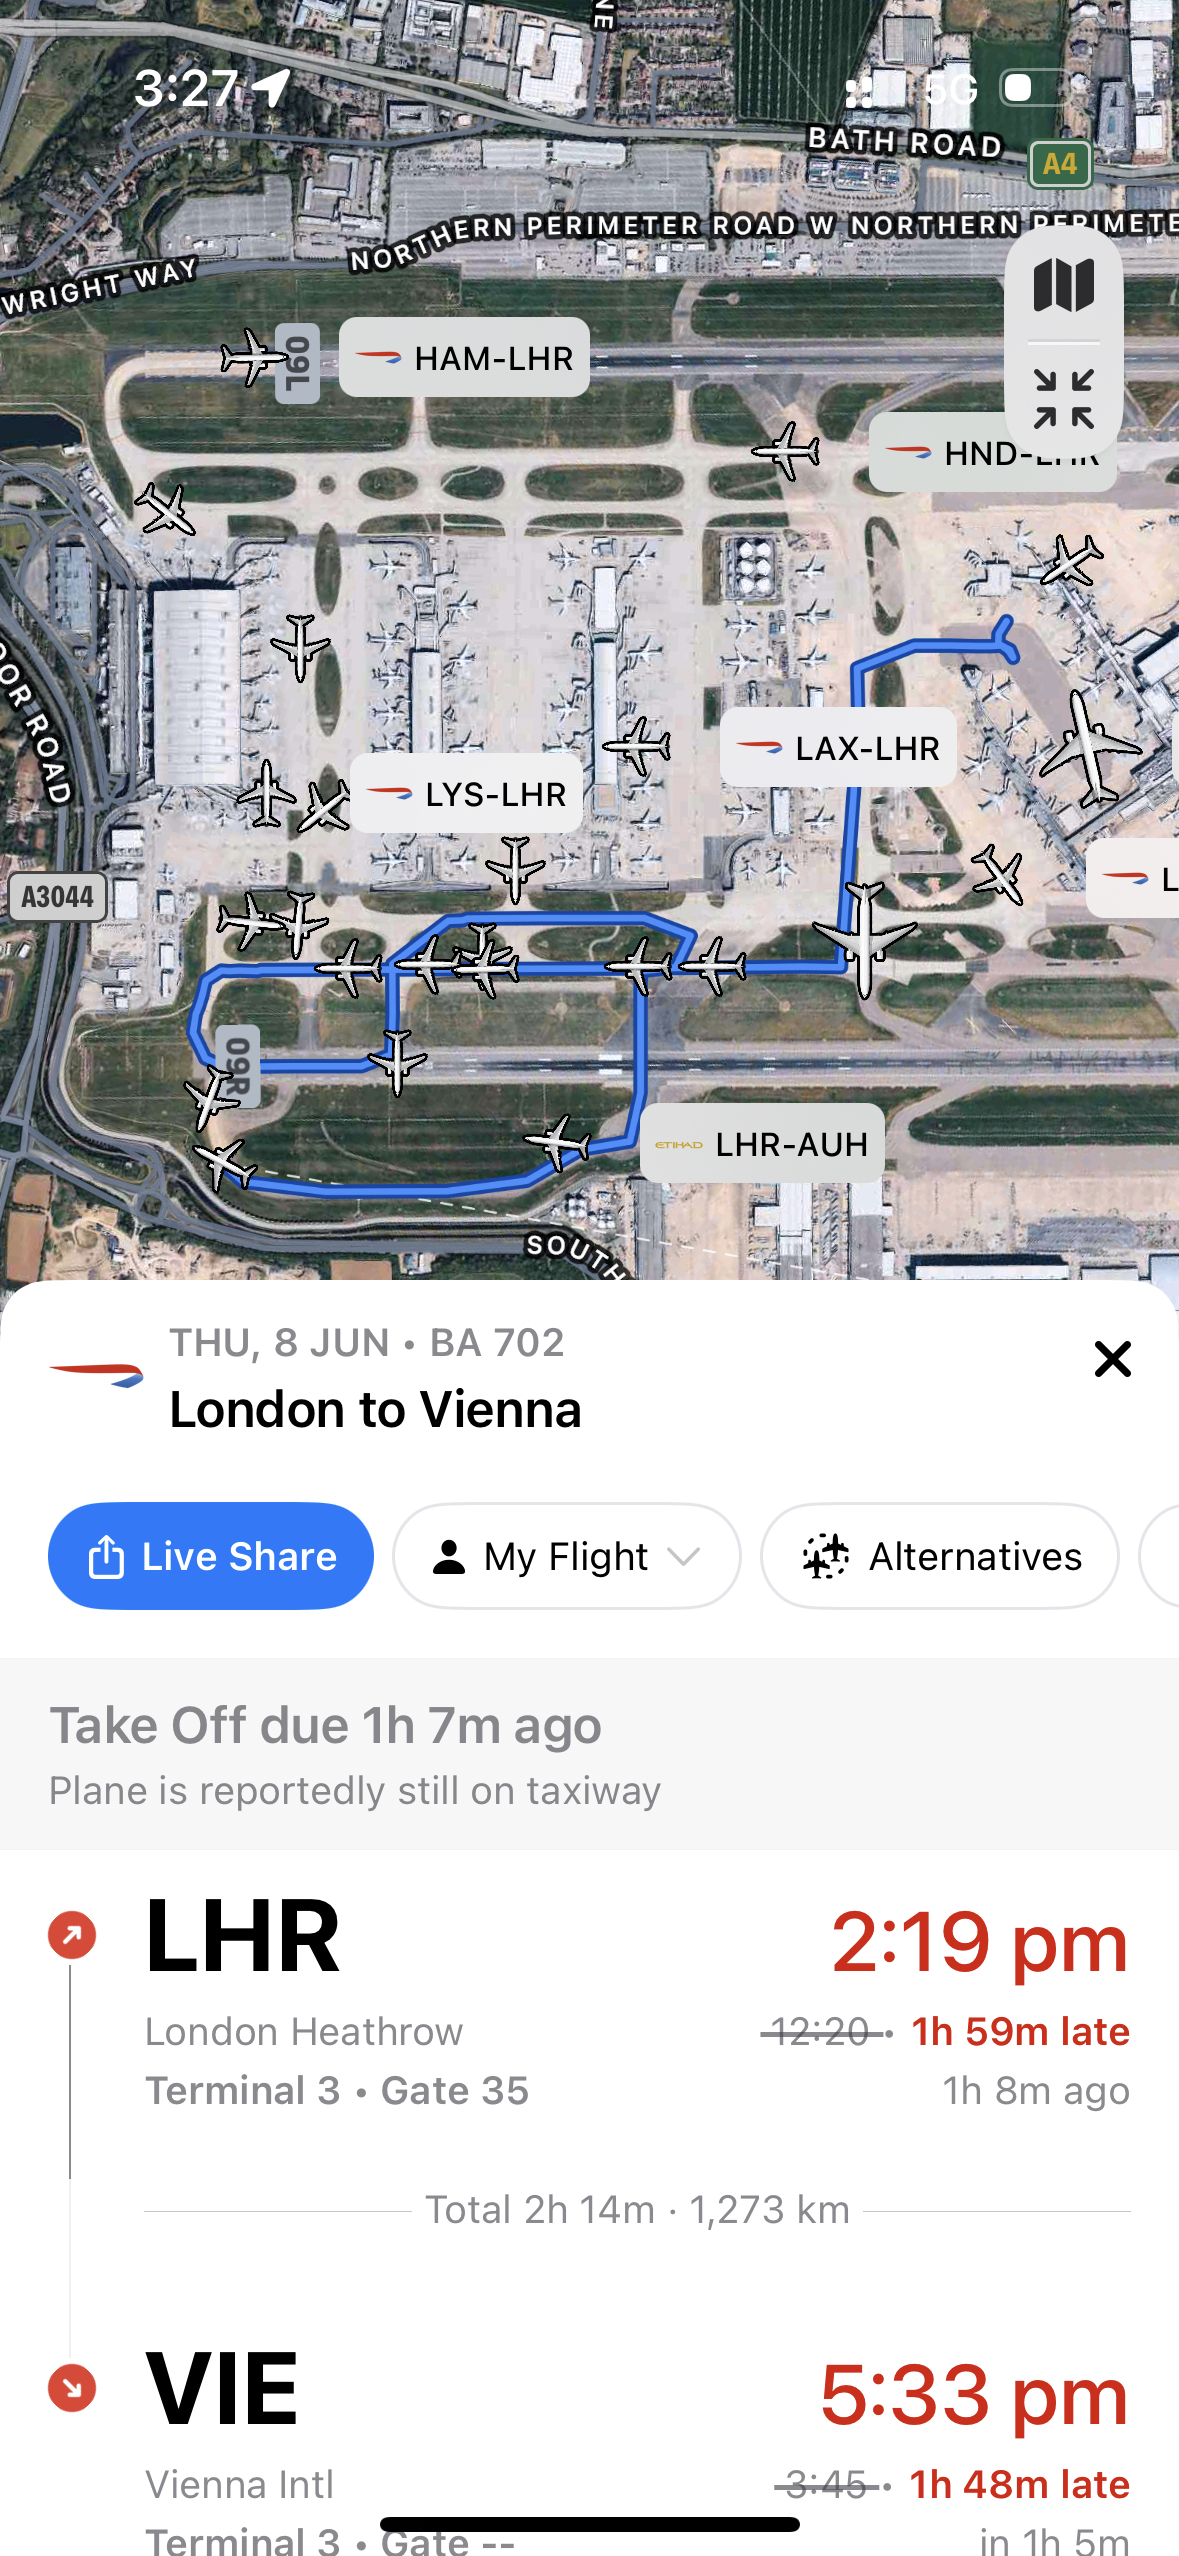 NE
3:27
5G
BATH ROAD
A4
NORTHERN PERIMETER ROAD W NORTHERN PERIMETE
WRIGHT WAY
09L
HAM-LHR
HND-LHR
OOR ROAD
LAX-LHR
LYS-LHR
A3044
L
09R
ETIHAD LHR-AUH
SOUTH
THU, 8 JUN • BA 702
London to Vienna
Live Share
My Flight
Alternatives
Take Off due 1h 7m ago
Plane is reportedly still on taxiway
LHR
2:19 pm
London Heathrow
12:20 • 1h 59m late
Terminal 3 • Gate 35
1h 8m ago
Total 2h 14m · 1,273 km
VIE
5:33 pm
Vienna Intl
3:45 • 1h 48m late
Terminal 3 • Gate --
in 1h 5m